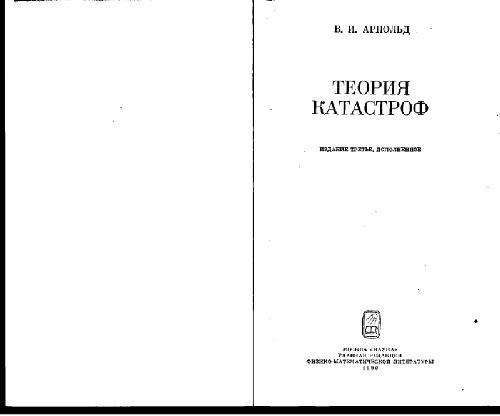 В. И. АРНОЛЬД
ТЕОРИЯ
КАТАСТРОФ
ИЗДАНИЕ ТРЕТЬЕ, ДОПОЛНЕННОЕ
МОСКВА «НАУКА»
ГЛАВНАЯ РЕДАКЦИЯ
ФИЗИКО-МАТЕМАТИЧЕСКОЙ ЛИТЕРАТУРЫ
1990